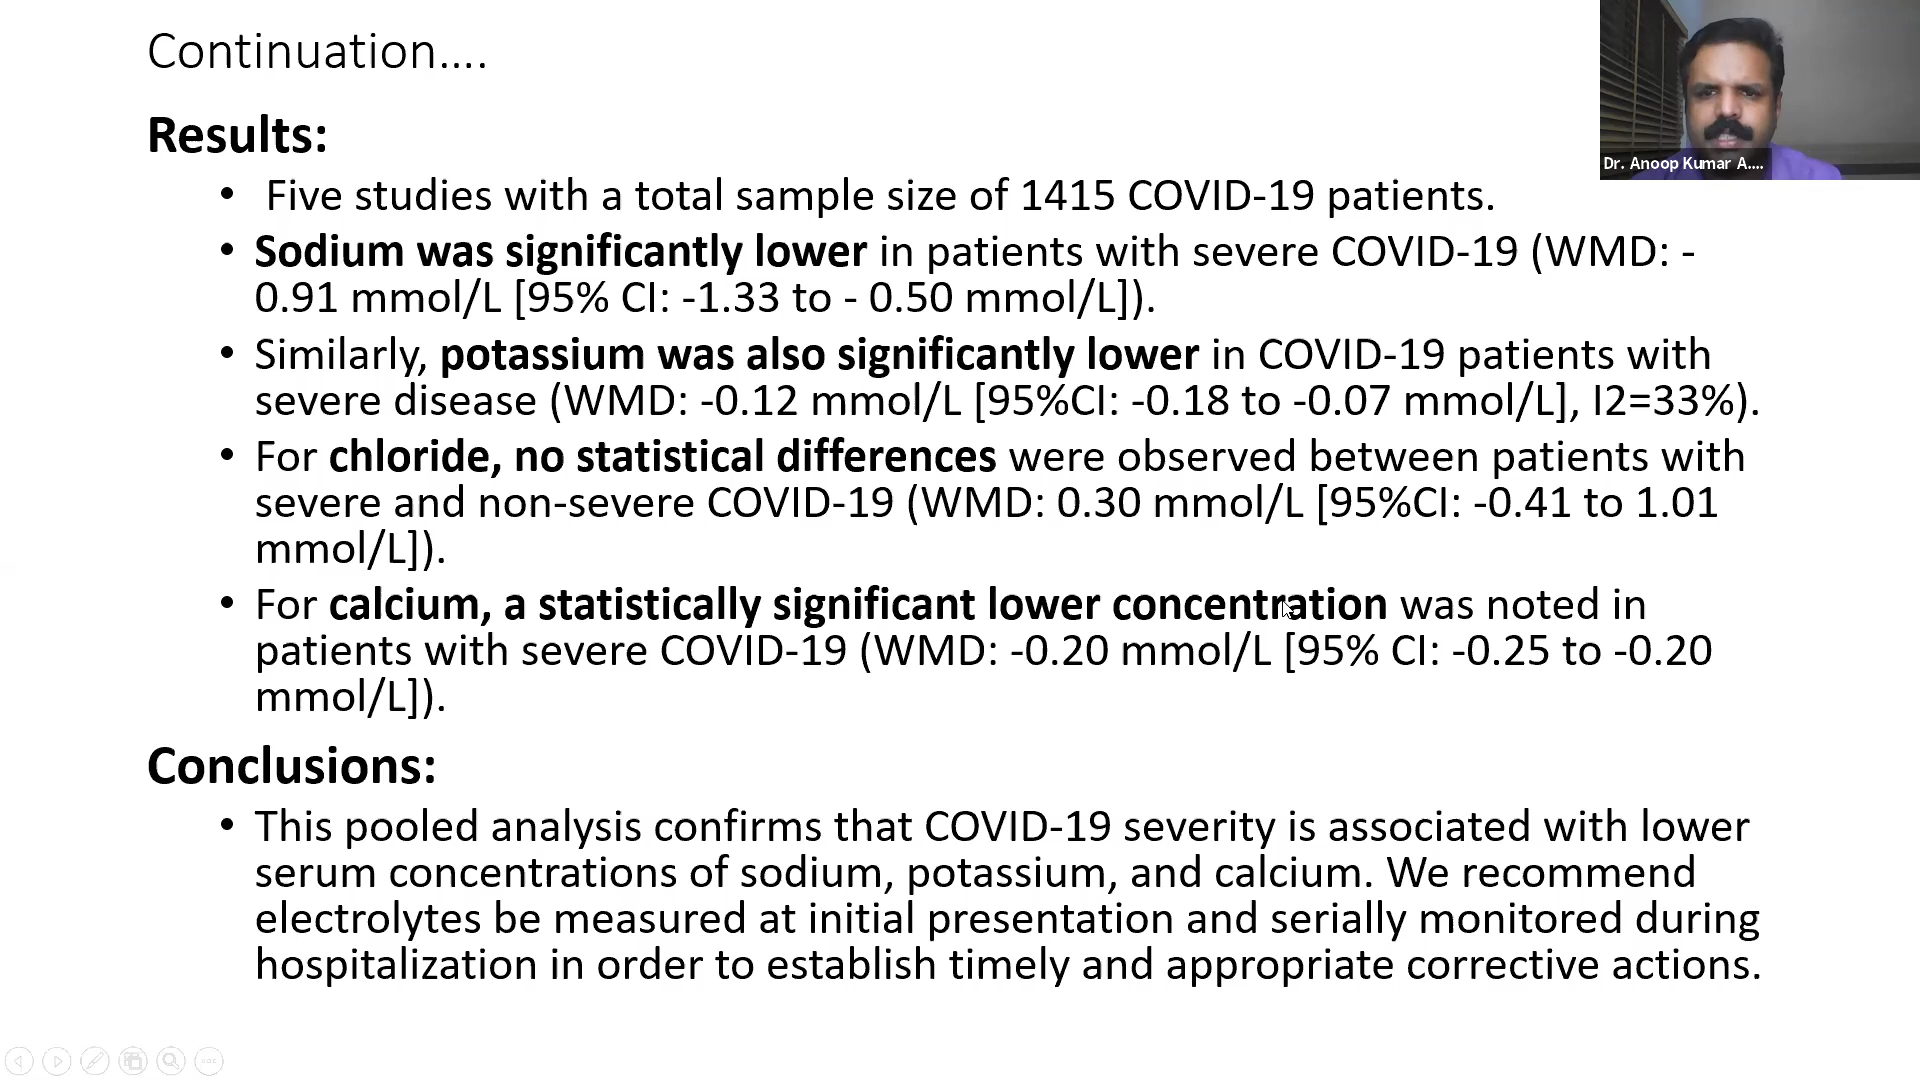 Continuation....
Results:
• Five studies with a total sample size of 1415 COVID-19 patients.
• Sodium was significantly lower in patients with severe COVID-19 (WMD: -
0.91 mmol/L [95% CI: -1.33 to - 0.50 mmol/L]).
• Similarly, potassium was also significantly lower in COVID-19 patients with
severe disease (WMD: -0.12 mmol/L [95%CI: -0.18 to -0.07 mmol/L], I2=33%).
• For chloride, no statistical differences were observed between patients with
severe and non-severe COVID-19 (WMD: 0.30 mmol/L [95%CI: -0.41 to 1.01
mmol/L]).
• For calcium, a statistically significant lower concentration was noted in
patients with severe COVID-19 (WMD: -0.20 mmol/L [95% CI: -0.25 to -0.20
mmol/L]).
Conclusions:
• This pooled analysis confirms that COVID-19 severity is associated with lower
serum concentrations of sodium, potassium, and calcium. We recommend
electrolytes be measured at initial presentation and serially monitored during
hospitalization in order to establish timely and appropriate corrective actions.
Dr. Anoop Kumar A....